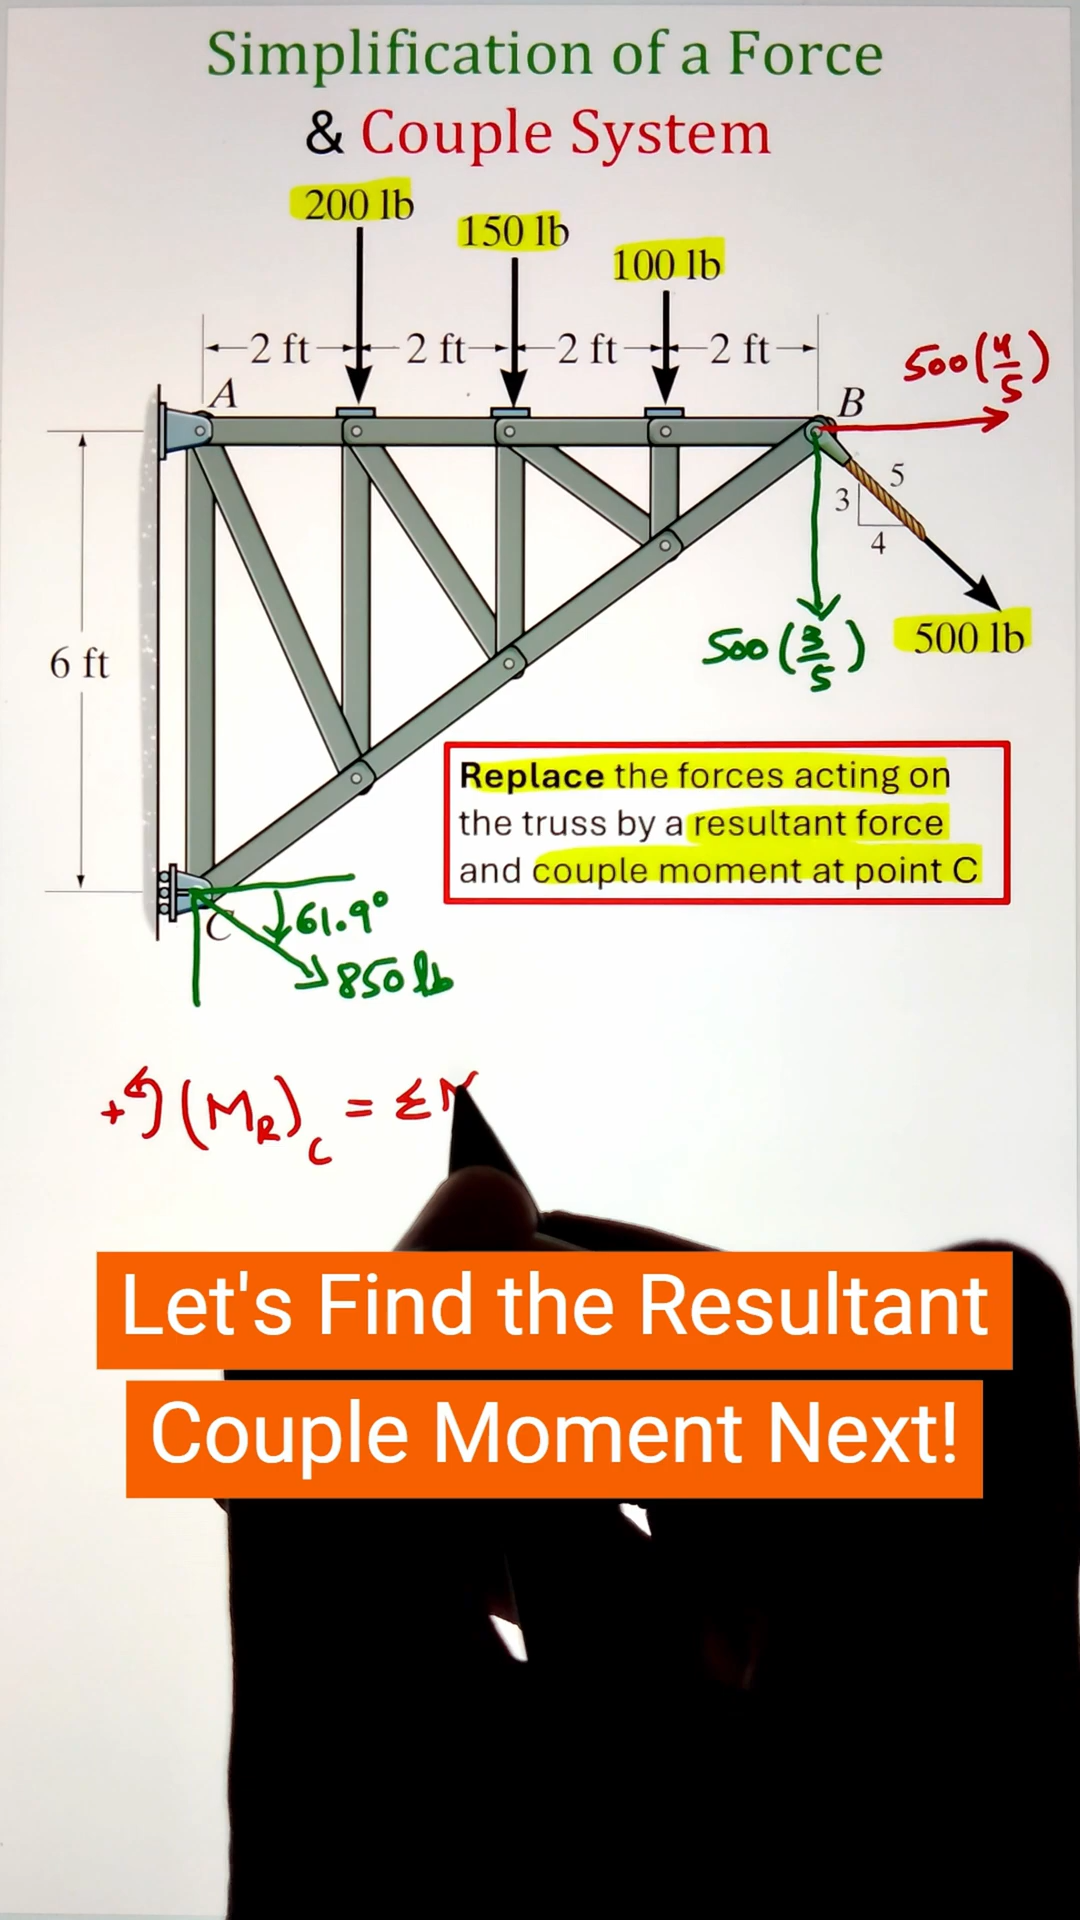 Simplification of a Force
& Couple System
200 lb
150 lb
100 lb
2 ft 2 ft 2 ft 2 ft
500(4/5)
A
B
5
3
4
500(3/5)
500 lb
6 ft
Replace the forces acting on
the truss by a resultant force
and couple moment at point C
C
61.9°
850 lb
+↺ (M_R)_C = Σ
Let's Find the Resultant
Couple Moment Next!